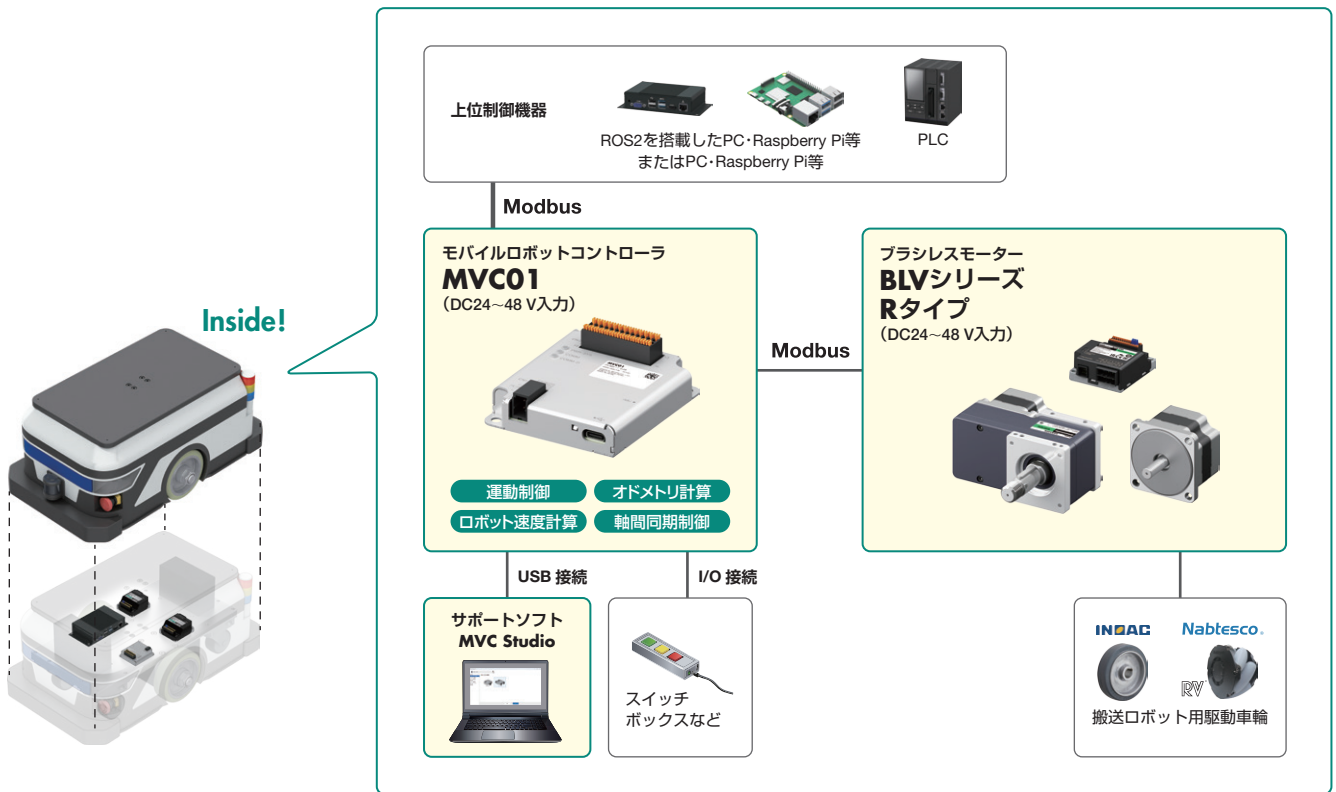 Inside!
上位制御機器
ROS2を搭載したPC・Raspberry Pi等
またはPC・Raspberry Pi等
PLC
Modbus
モバイルロボットコントローラ
MVC01
（DC24～48 V入力）
運動制御
オドメトリ計算
ロボット速度計算
軸間同期制御
Modbus
ブラシレスモーター
BLVシリーズ
Rタイプ
（DC24～48 V入力）
USB 接続
I/O 接続
サポートソフト
MVC Studio
スイッチ
ボックスなど
INOAC
Nabtesco
RV
搬送ロボット用駆動車輪